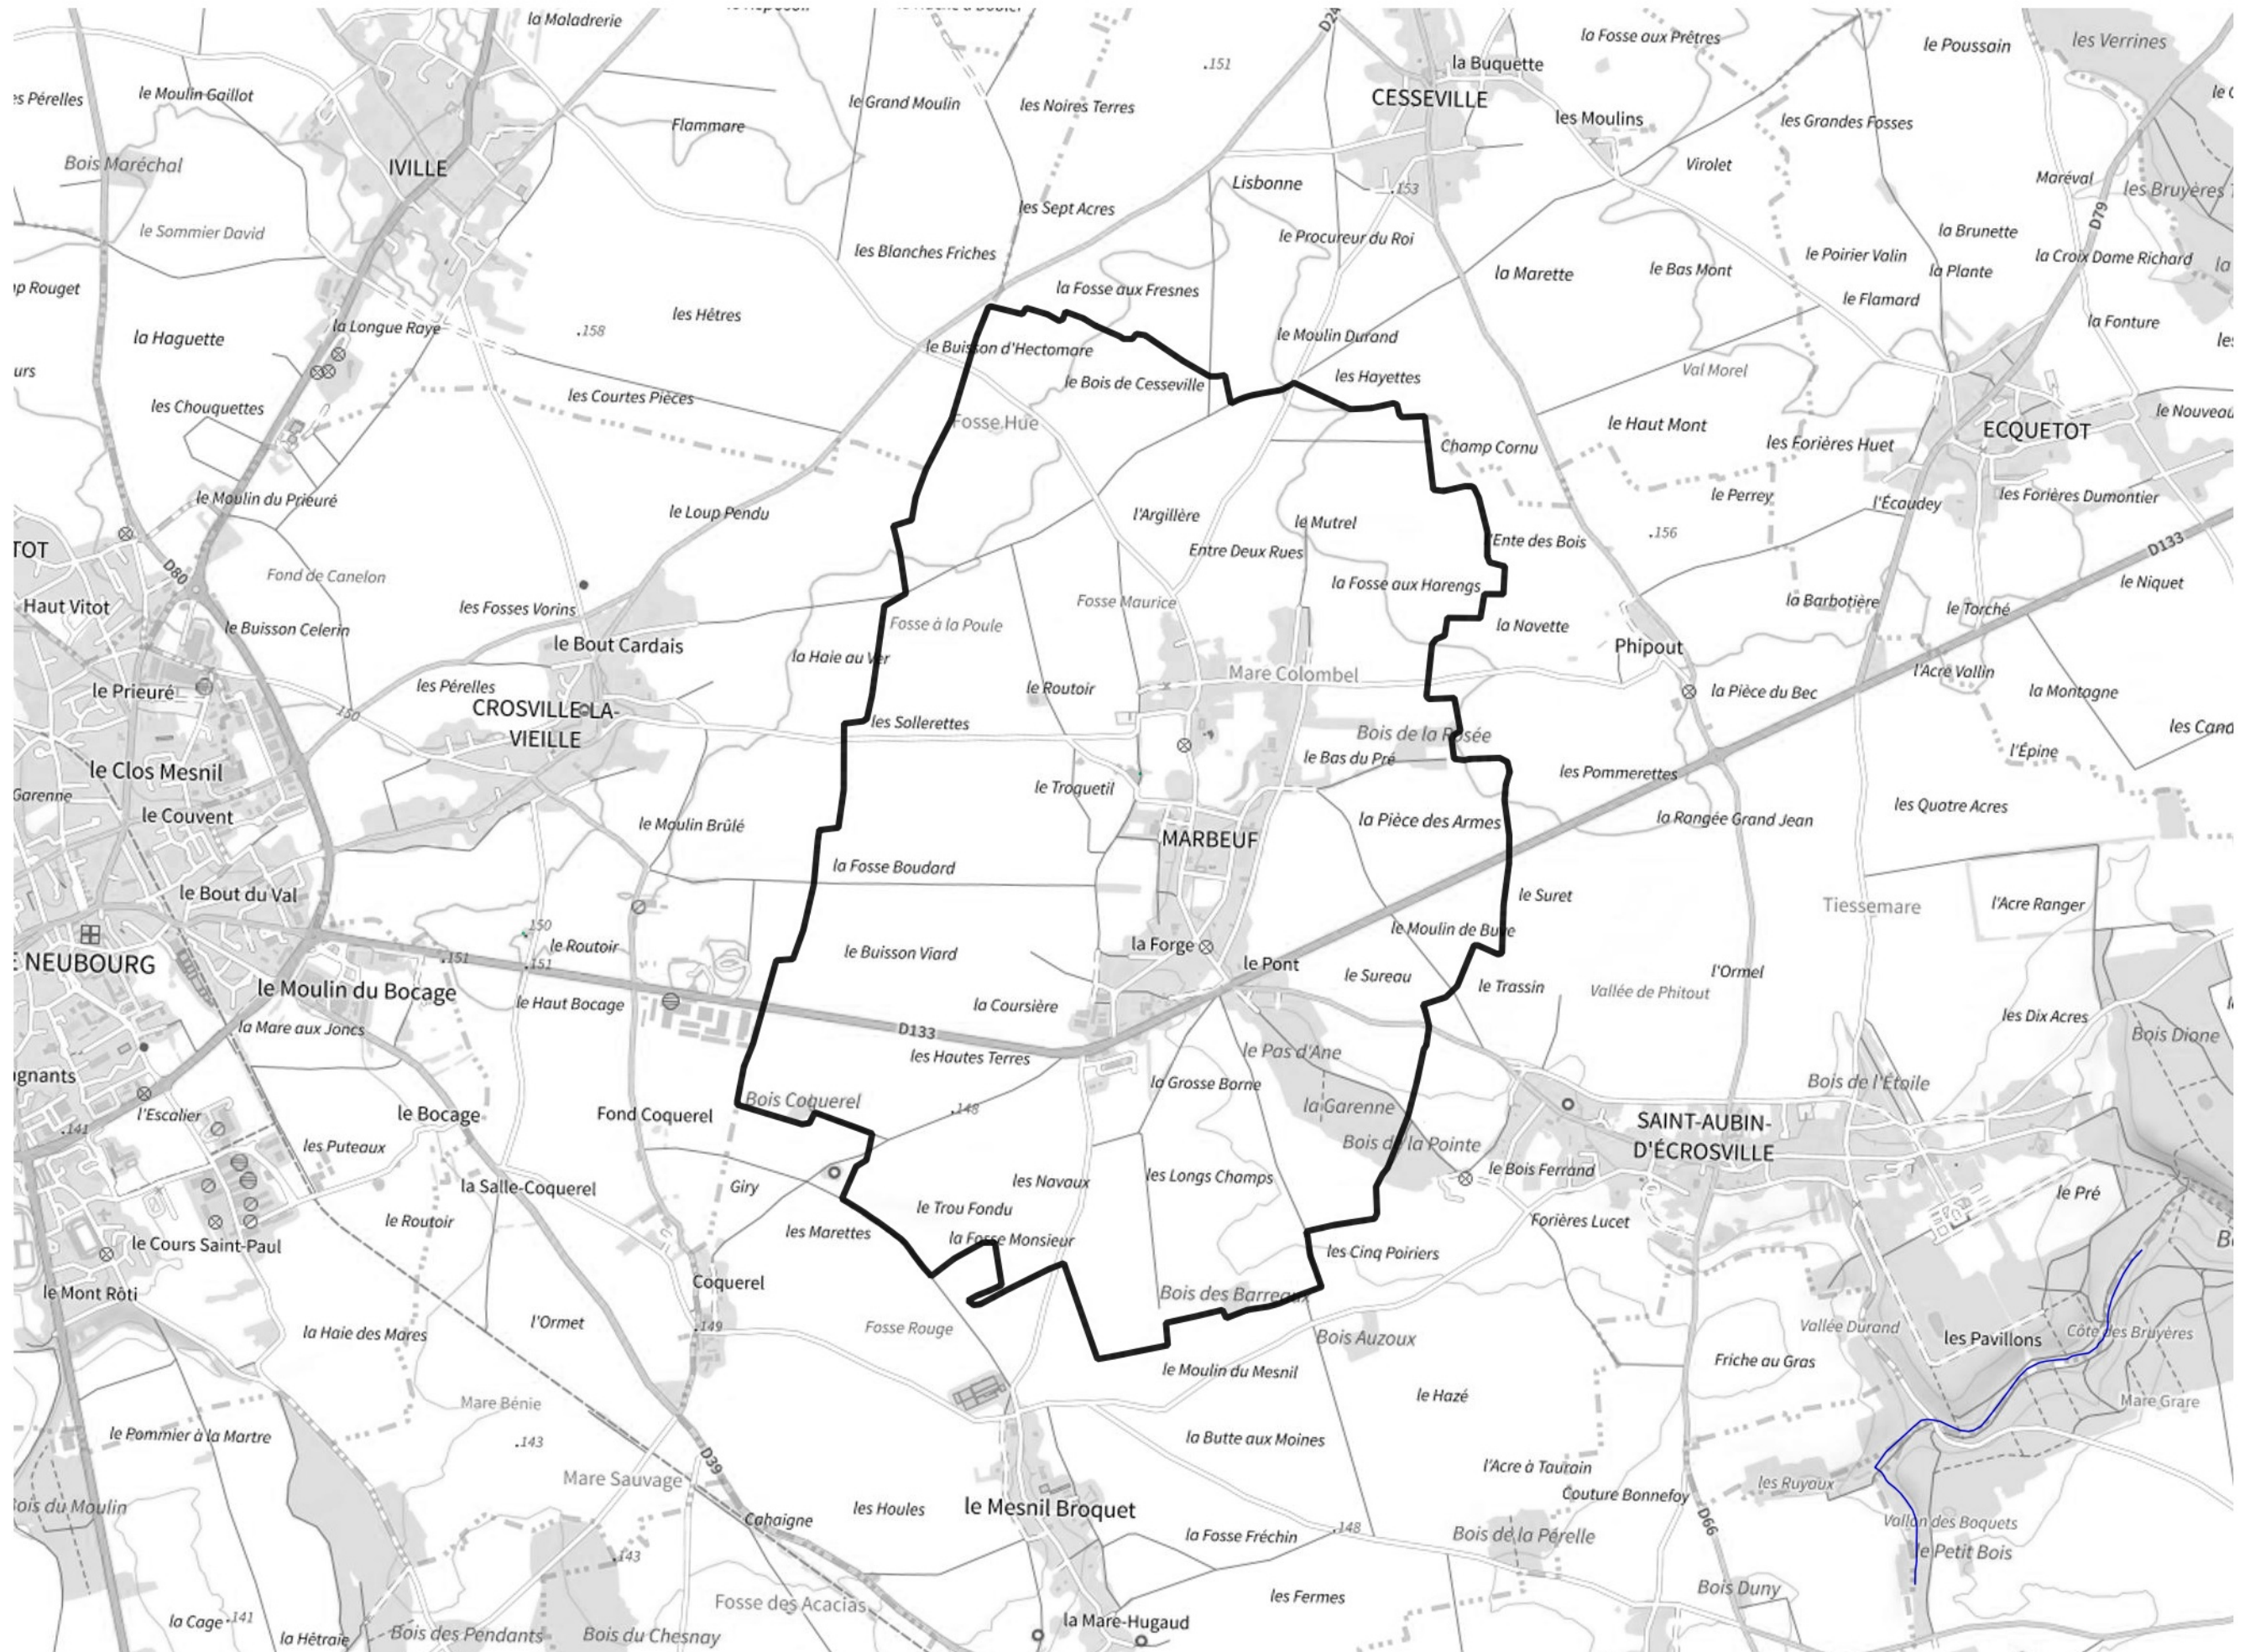 la Maladrerie
D24
la Fosse aux Prêtres
le Poussain
les Verrines
.151
la Buquette
es Pérelles
le Moulin Gaillot
le Grand Moulin
les Noires Terres
CESSEVILLE
les Moulins
les Grandes Fosses
Flammare
Bois Maréchal
IVILLE
Virolet
Maréval
les Bruyères
Lisbonne
.153
les Sept Acres
D79
le Sommier David
le Procureur du Roi
la Brunette
les Blanches Friches
le Poirier Valin
la Croix Dame Richard
la Marette
le Bas Mont
la Plante
la
up Rouget
la Fosse aux Fresnes
le Flamard
les Hêtres
la Fonture
la Haguette
la Longue Raye
.158
le Moulin Durand
le Buisson d'Hectomare
urs
les Hayettes
Val Morel
le Bois de Cesseville
les Courtes Pièces
les Chouquettes
le Nouveau
Fosse Hue
le Haut Mont
ECQUETOT
Champ Cornu
les Forières Huet
le Moulin du Prieuré
le Perrey
l'Écaudey
les Forières Dumontier
le Loup Pendu
l'Argillère
le Mutrel
.156
TOT
Entre Deux Rues
l'Ente des Bois
D133
D80
Fond de Canelon
la Fosse aux Harengs
le Niquet
Haut Vitot
les Fosses Vorins
Fosse Maurice
la Barbotière
le Torché
le Buisson Celerin
Fosse à la Poule
la Navette
le Bout Cardais
Phipout
la Haie au Ver
Mare Colombel
l'Acre Vallin
le Prieuré
les Pérelles
le Routoir
la Pièce du Bec
la Montagne
150
CROSVILLE-LA-
VIEILLE
les Sollerettes
Bois de la Rosée
les Cand
l'Épine
le Bas du Pré
le Clos Mesnil
les Pommerettes
Garenne
le Troquetil
les Quatre Acres
le Couvent
le Moulin Brûlé
la Pièce des Armes
la Rangée Grand Jean
MARBEUF
la Fosse Boudard
le Bout du Val
le Suret
Tiessemare
l'Acre Ranger
.150
le Moulin de Buye
le Routoir
la Forge
le Buisson Viard
E NEUBOURG
.151
.151
le Pont
le Sureau
l'Ormel
le Moulin du Bocage
le Haut Bocage
la Coursière
le Trassin
Vallée de Phitout
la Mare aux Joncs
D133
les Dix Acres
Bois Dione
les Hautes Terres
le Pas d'Ane
ignants
la Grosse Borne
Bois de l'Étoile
l'Escalier
le Bocage
Fond Coquerel
Bois Coquerel
.148
la Garenne
.141
SAINT-AUBIN-
D'ÉCROSVILLE
les Puteaux
Bois de la Pointe
le Bois Ferrand
la Salle-Coquerel
Giry
les Navaux
les Longs Champs
le Pré
le Routoir
le Trou Fondu
Forières Lucet
les Marettes
la Fosse Monsieur
le Cours Saint-Paul
les Cinq Poiriers
Coquerel
le Mont Rôti
Bois des Barreaux
la Haie des Mares
l'Ormet
.149
Fosse Rouge
Bois Auzoux
Vallée Durand
les Pavillons
Côte des Bruyères
le Moulin du Mesnil
Friche au Gras
Mare Bénie
le Hazé
Mare Grare
le Pommier à la Martre
.143
la Butte aux Moines
D39
l'Acre à Taurain
Mare Sauvage
les Ruyaux
Bois du Moulin
les Houles
le Mesnil Broquet
Couture Bonnefoy
Cahaigne
Vallon des Boquets
la Fosse Fréchin
.148
Bois de la Pérelle
D66
le Petit Bois
.143
les Fermes
Bois Duny
Fosse des Acacias
la Cage
.141
la Mare-Hugaud
la Hêtraie
Bois des Pendants
Bois du Chesnay